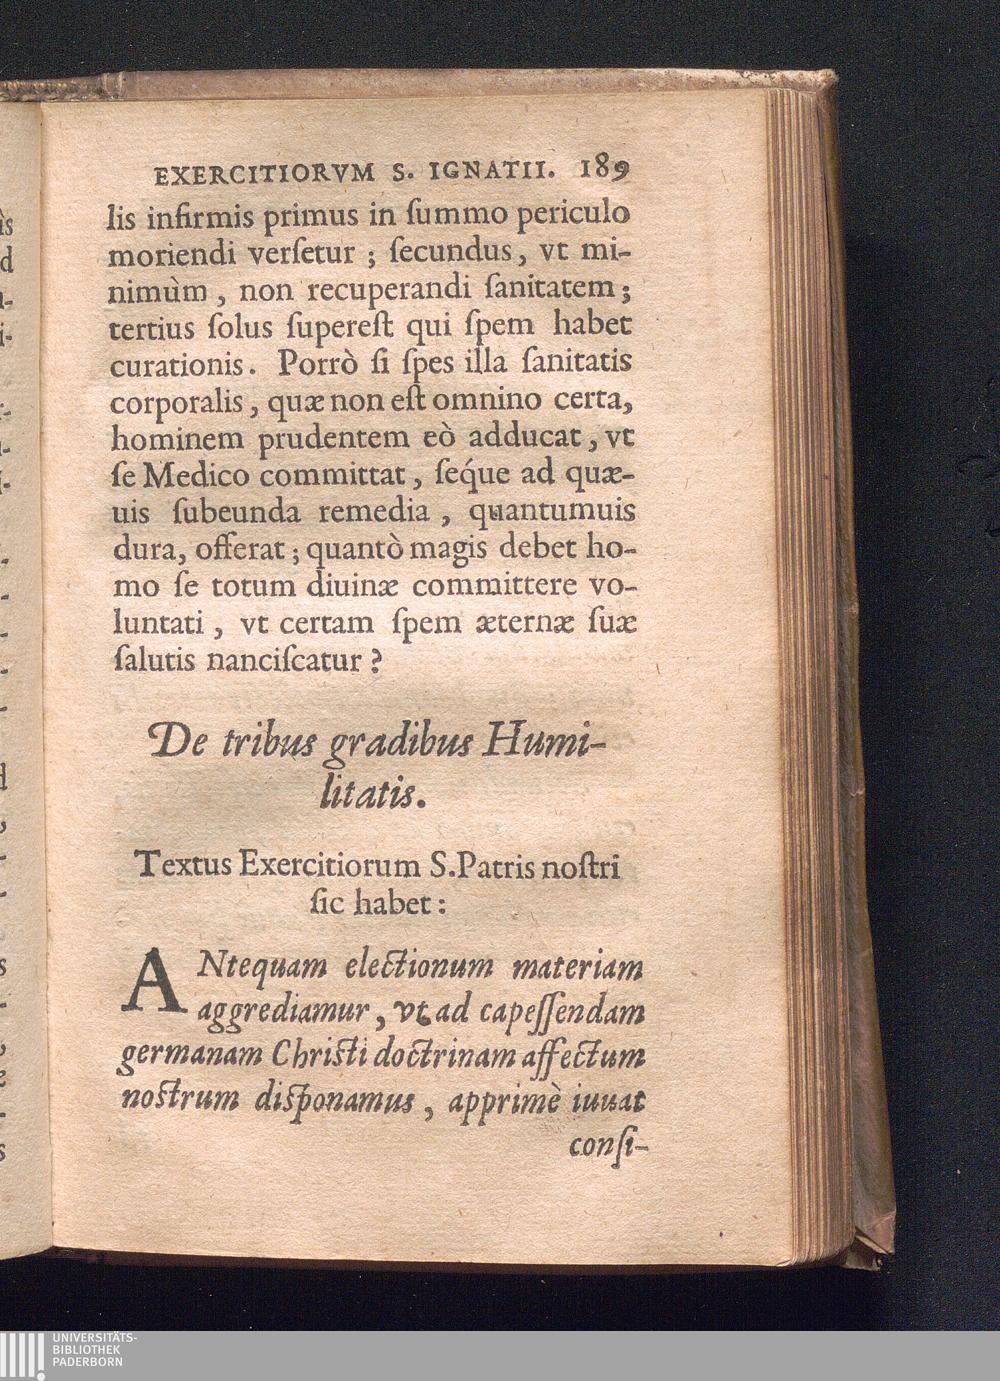 EXERCITIORVM S. IGNATII. 189
lis infirmis primus in ſummo periculo
moriendi verſetur ; ſecundus, vt mi-
nimùm , non recuperandi ſanitatem ;
tertius ſolus ſupereſt qui ſpem habet
curationis. Porrò ſi ſpes illa ſanitatis
corporalis, quæ non eſt omnino certa,
hominem prudentem eò adducat, vt
ſe Medico committat, ſeq́ue ad quæ-
uis ſubeunda remedia , quantumuis
dura, offerat ; quantò magis debet ho-
mo ſe totum diuinæ committere vo-
luntati , vt certam ſpem æternæ ſuæ
ſalutis nanciſcatur ?
De tribus gradibus Humi-
litatis.
Textus Exercitiorum S. Patris noſtri
ſic habet :
ANtequam electionum materiam
aggrediamur, vt ad capeſſendam
germanam Chriſti doctrinam affectum
noſtrum diſponamus , apprimè iuuat
conſi-
UNIVERSITÄTS-
BIBLIOTHEK
PADERBORN